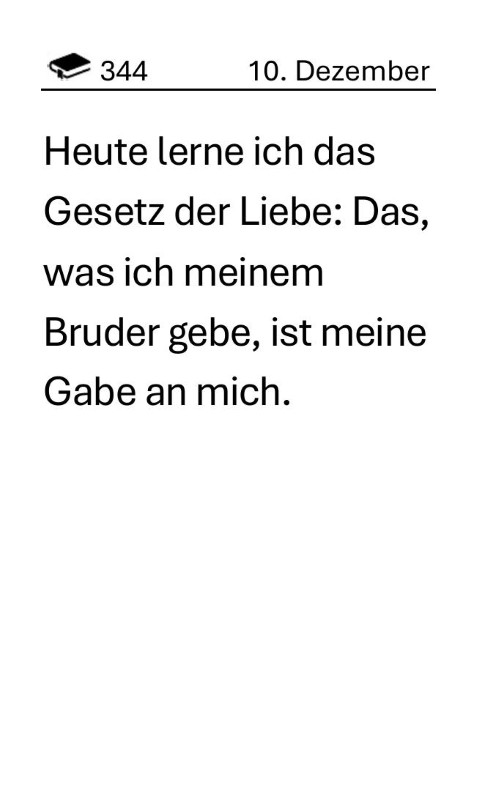 344 10. Dezember
Heute lerne ich das
Gesetz der Liebe: Das,
was ich meinem
Bruder gebe, ist meine
Gabe an mich.